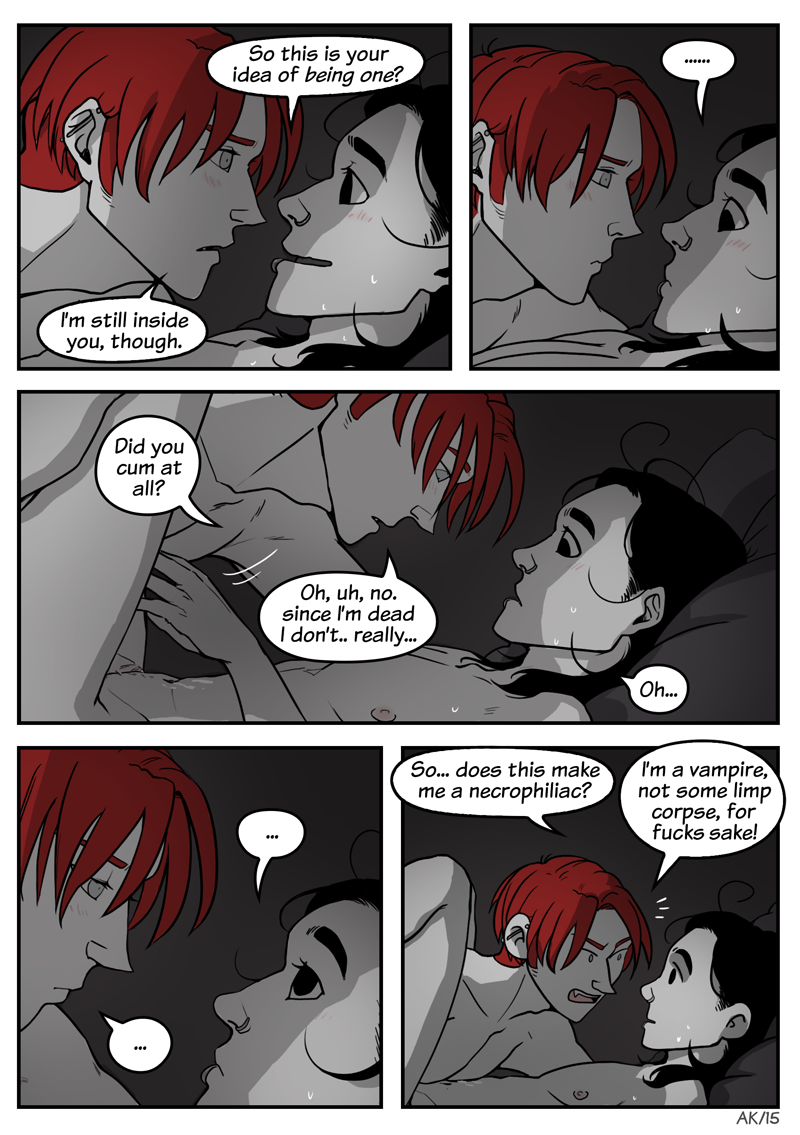 So this is your
idea of being one?
I'm still inside
you, though.
......
Did you
cum at
all?
Oh, uh, no.
since I'm dead
I don't.. really...
Oh...
...
...
So... does this make
me a necrophiliac?
I'm a vampire,
not some limp
corpse, for
fucks sake!
AK/15